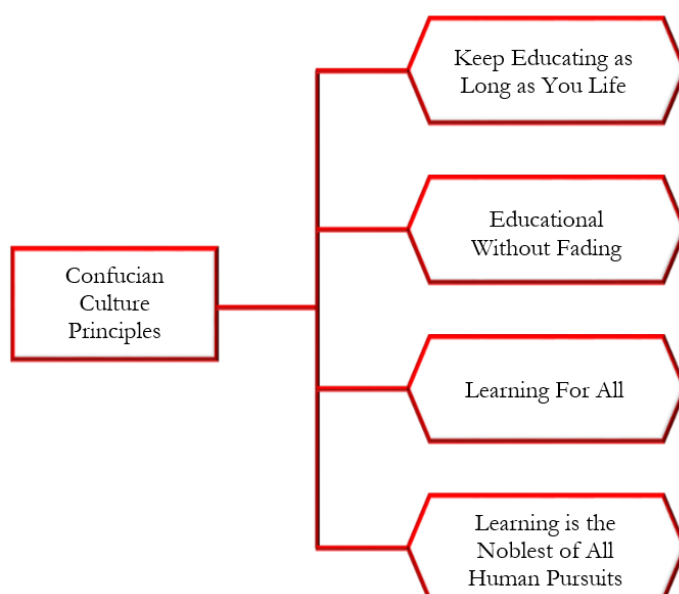 Confucian
Culture
Principles
Keep Educating as
Long as You Life
Educational
Without Fading
Learning For All
Learning is the
Noblest of All
Human Pursuits